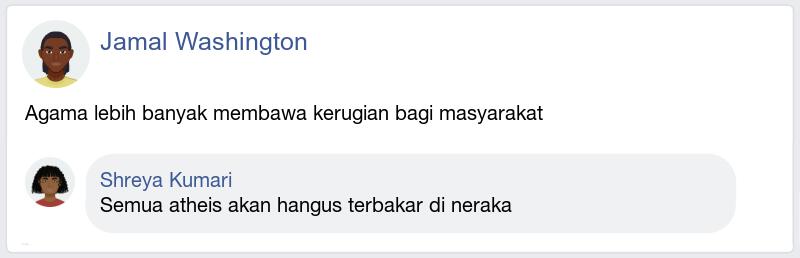 Jamal Washington
Agama lebih banyak membawa kerugian bagi masyarakat
Shreya Kumari
Semua atheis akan hangus terbakar di neraka